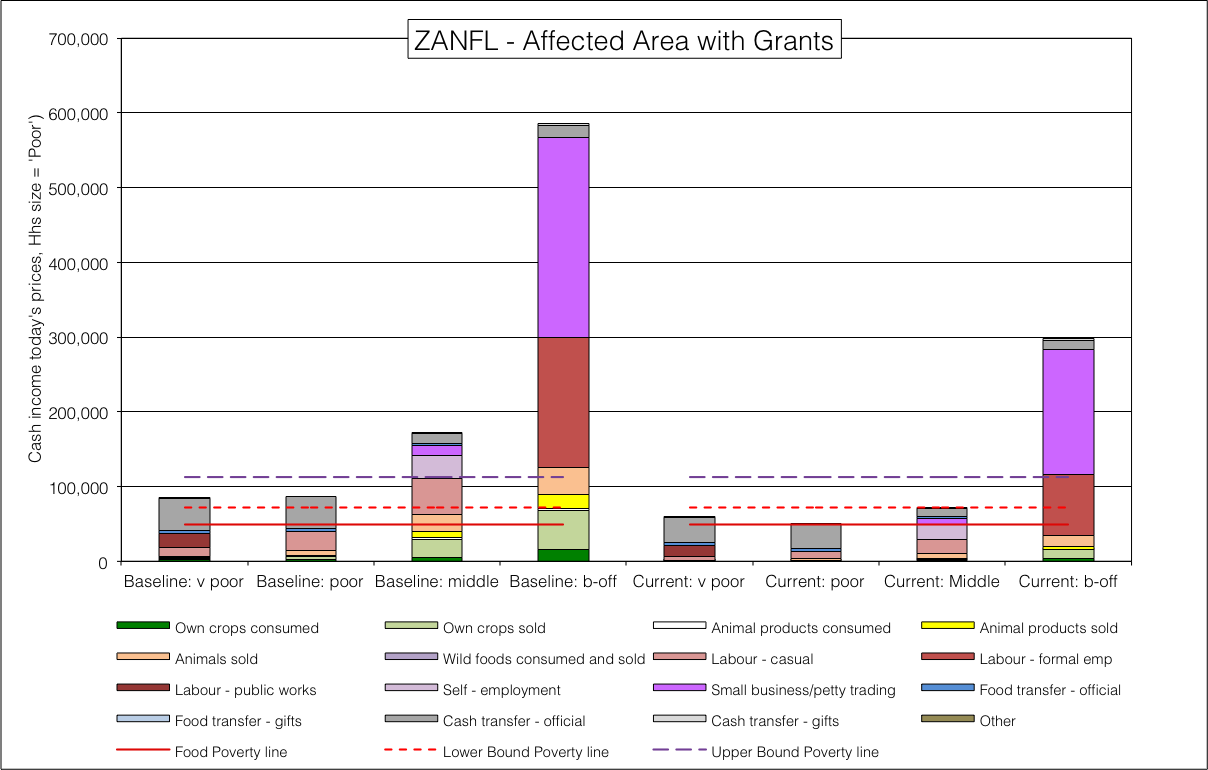 ZANFL - Affected Area with Grants
Cash income today's prices, Hhs size = 'Poor')
700,000
600,000
500,000
400,000
300,000
200,000
100,000
0
Baseline: v poor Baseline: poor Baseline: middle Baseline: b-off Current: v poor Current: poor Current: Middle Current: b-off
Own crops consumed Own crops sold Animal products consumed Animal products sold
Animals sold Wild foods consumed and sold Labour - casual Labour - formal emp
Labour - public works Self - employment Small business/petty trading Food transfer - official
Food transfer - gifts Cash transfer - official Cash transfer - gifts Other
Food Poverty line Lower Bound Poverty line Upper Bound Poverty line